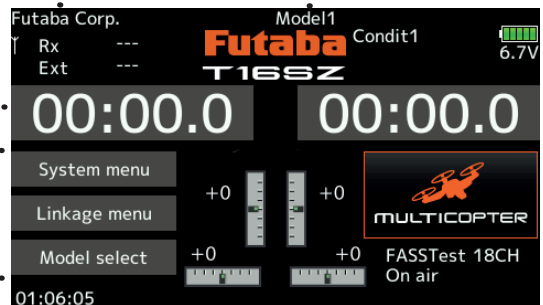 Futaba Corp.
Model1
Rx ---
Ext ---
Futaba
T16SZ
Condit1
6.7V
00:00.0
00:00.0
System menu
Linkage menu
Model select
+0
+0
+0
+0
MULTICOPTER
FASSTest 18CH
On air
01:06:05